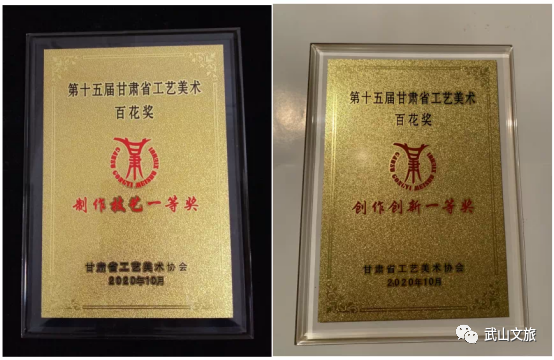 第十五届甘肃省工艺美术
百花奖
制作技艺一等奖
甘肃省工艺美术协会
2020年10月
第十五届甘肃省工艺美术
百花奖
创作创新一等奖
甘肃省工艺美术协会
2020年10月
武山文旅